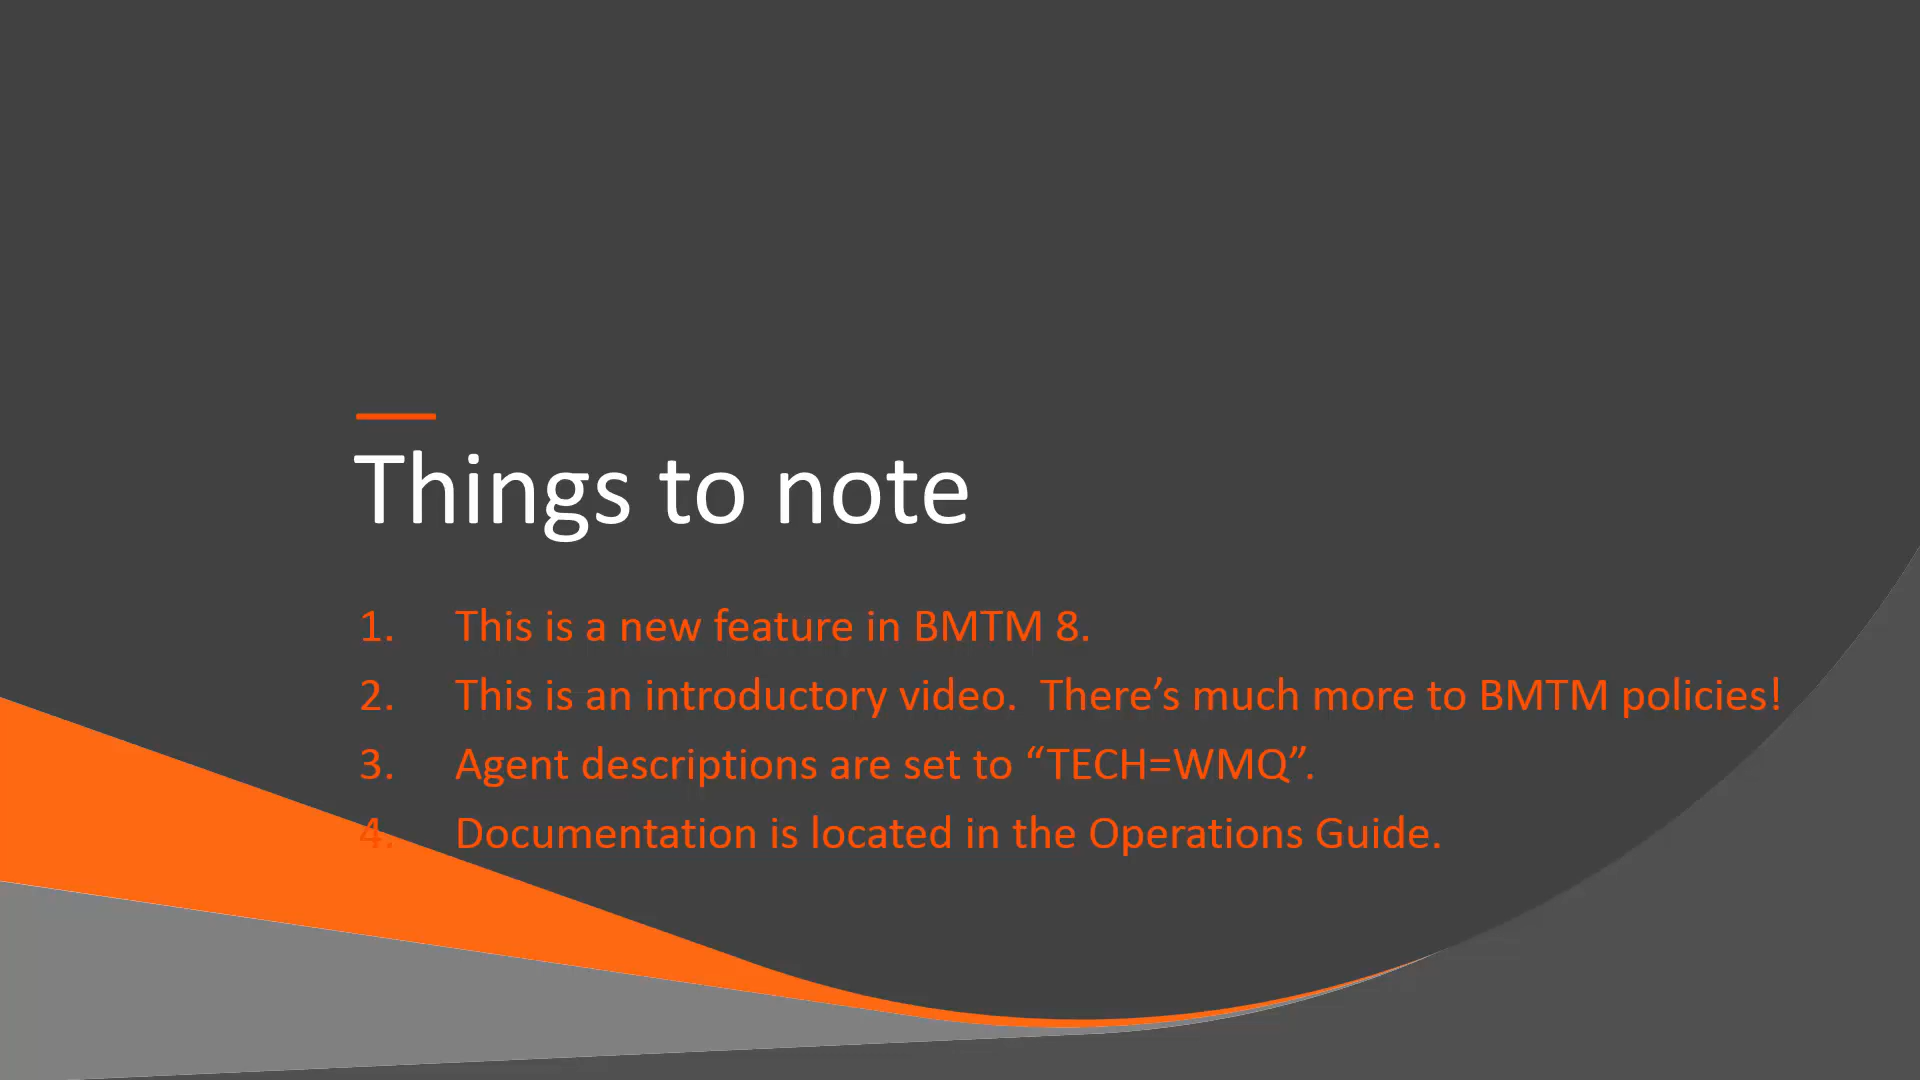 Things to note
1. This is a new feature in BMTM 8.
2. This is an introductory video.  There’s much more to BMTM policies!
3. Agent descriptions are set to “TECH=WMQ”.
4. Documentation is located in the Operations Guide.